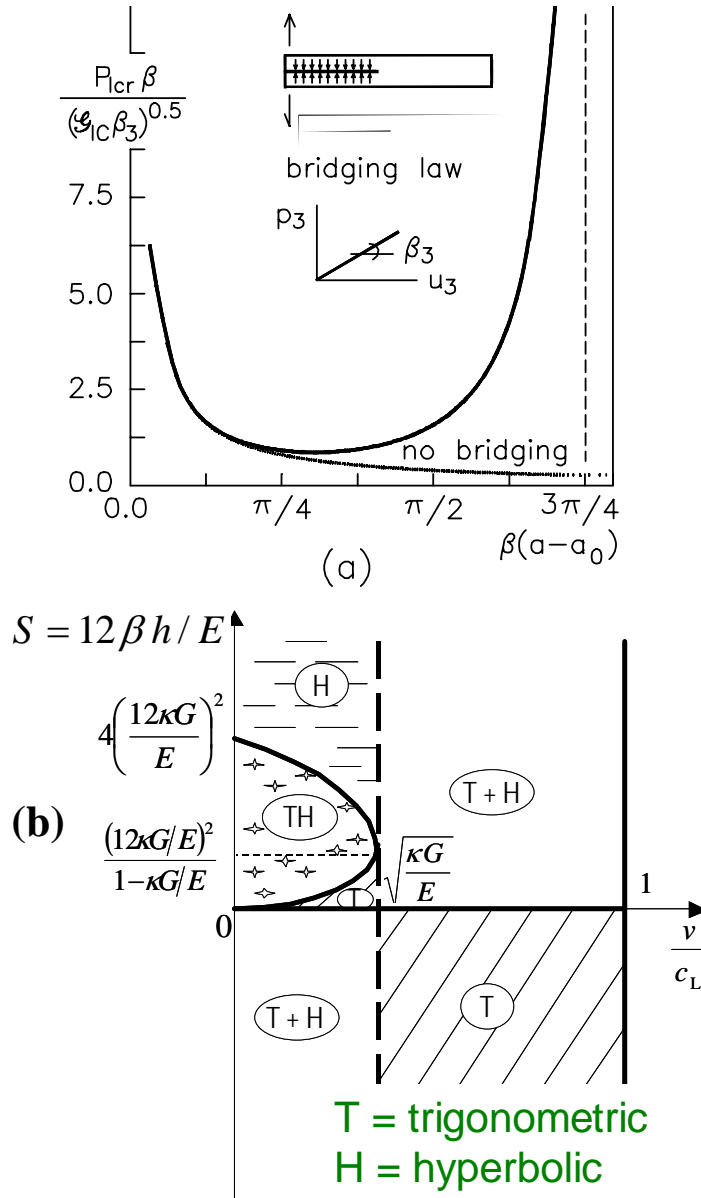 P_lcr β
(𝒢_IC β_3)^0.5
bridging law
p_3
β_3
u_3
7.5
5.0
2.5
0.0
no bridging
0.0
π/4
π/2
3π/4
β(a−a_0)
(a)
S = 12 β h / E
H
4(12κG/E)^2
T + H
(b)
TH
(12κG/E)^2
1−κG/E
√κG/E
T
1
0
v
c_L
T + H
T
T = trigonometric
H = hyperbolic